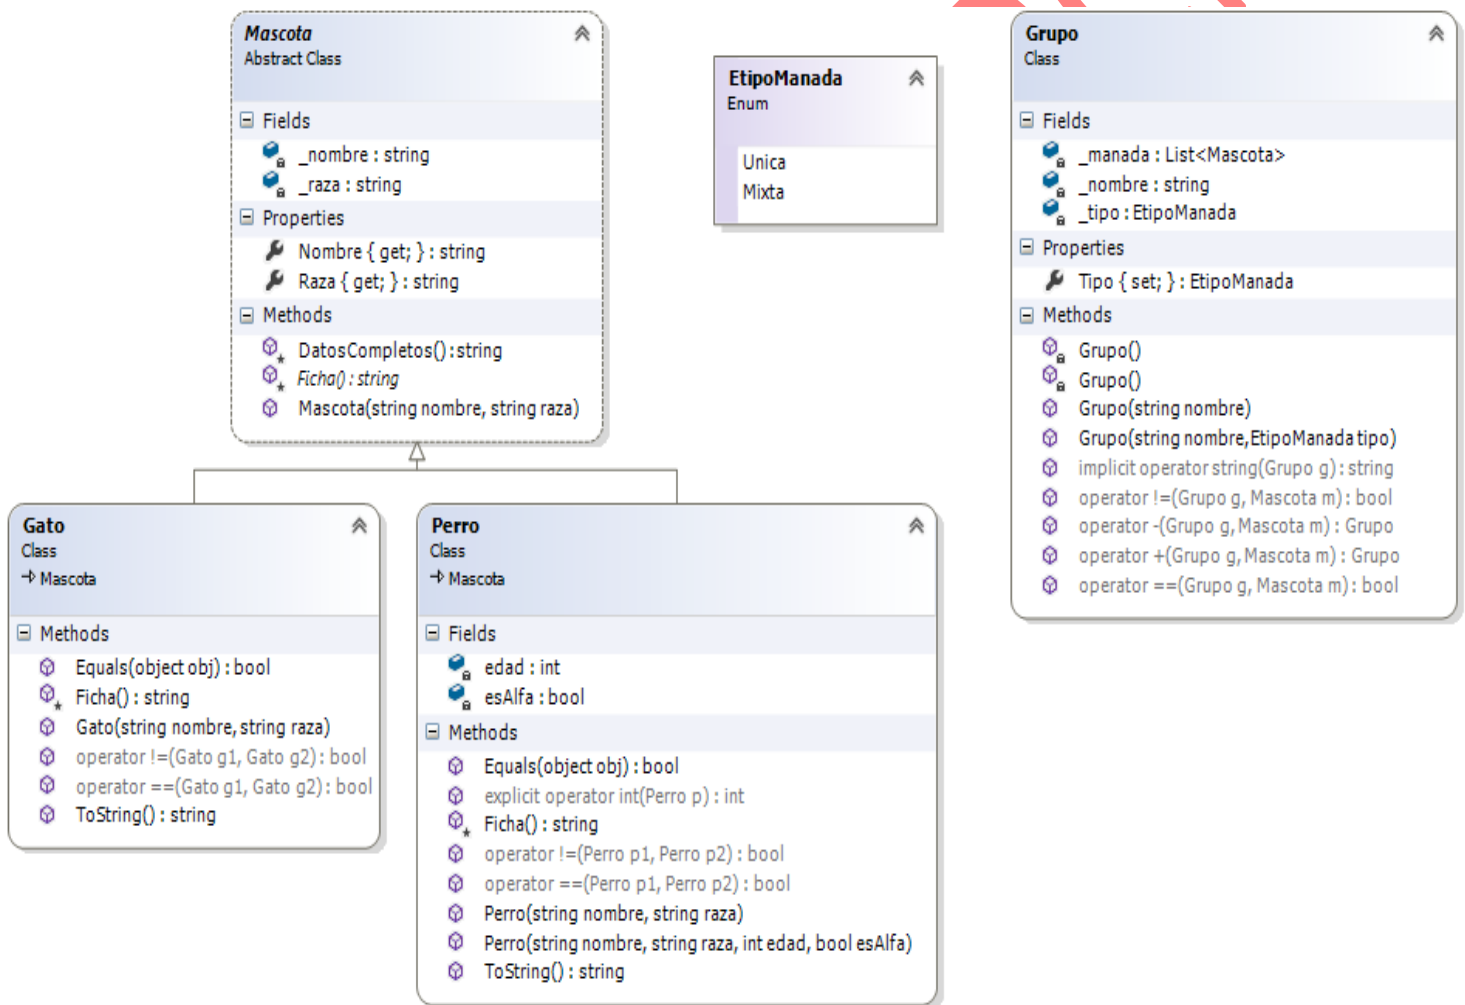 Mascota
Abstract Class
Fields
_nombre : string
_raza : string
Properties
Nombre { get; } : string
Raza { get; } : string
Methods
DatosCompletos():string
Ficha() : string
Mascota(string nombre, string raza)
EtipoManada
Enum
Unica
Mixta
Grupo
Class
Fields
_manada : List<Mascota>
_nombre : string
_tipo : EtipoManada
Properties
Tipo { set; } : EtipoManada
Methods
Grupo()
Grupo()
Grupo(string nombre)
Grupo(string nombre,EtipoManada tipo)
implicit operator string(Grupo g) : string
operator !=(Grupo g, Mascota m) : bool
operator -(Grupo g, Mascota m) : Grupo
operator +(Grupo g, Mascota m) : Grupo
operator ==(Grupo g, Mascota m) : bool
Gato
Class
Mascota
Methods
Equals(object obj) : bool
Ficha() : string
Gato(string nombre, string raza)
operator !=(Gato g1, Gato g2) : bool
operator ==(Gato g1, Gato g2) : bool
ToString() : string
Perro
Class
Mascota
Fields
edad : int
esAlfa : bool
Methods
Equals(object obj) : bool
explicit operator int(Perro p) : int
Ficha() : string
operator !=(Perro p1, Perro p2) : bool
operator ==(Perro p1, Perro p2) : bool
Perro(string nombre, string raza)
Perro(string nombre, string raza, int edad, bool esAlfa)
ToString() : string